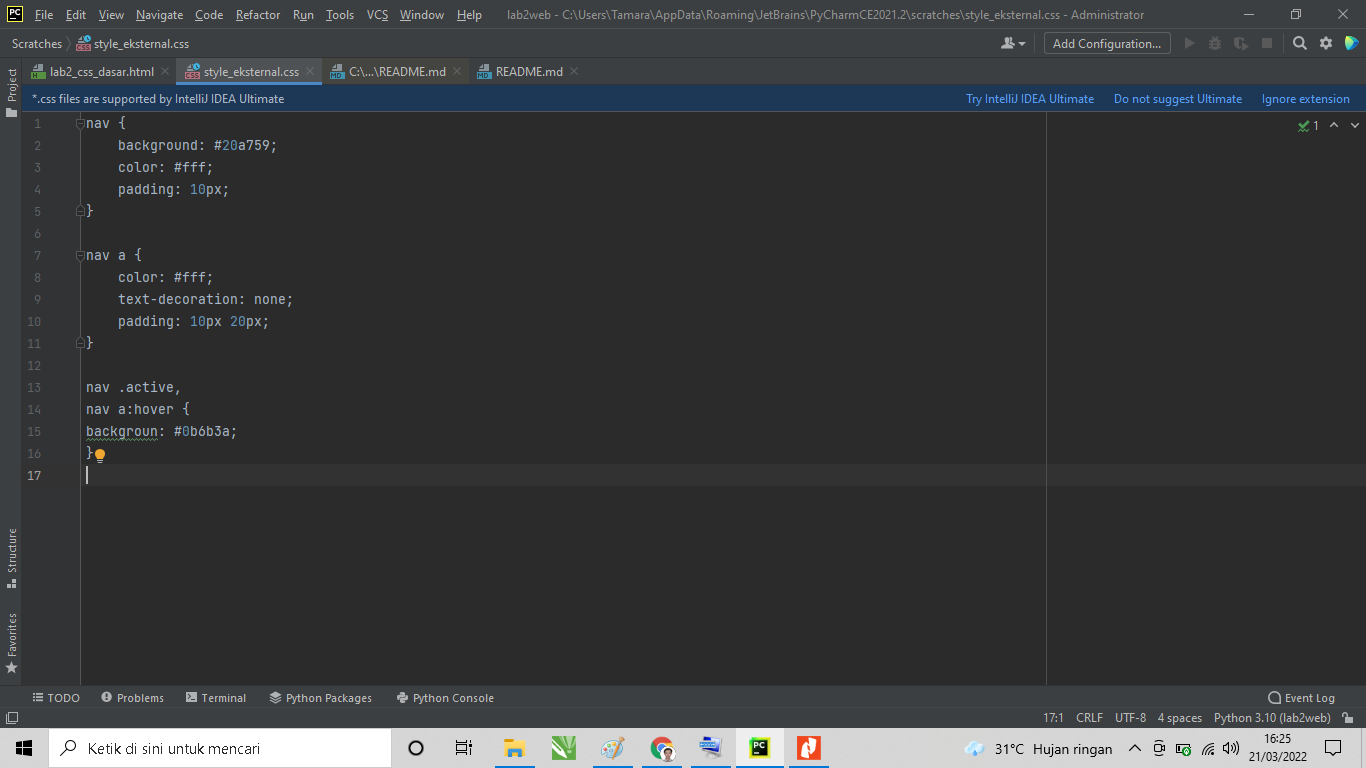 PC File Edit View Navigate Code Refactor Run Tools VCS Window Help lab2web - C:\Users\Tamara\AppData\Roaming\JetBrains\PyCharmCE2021.2\scratches\style_eksternal.css - Administrator
Scratches style_eksternal.css Add Configuration...
Project
lab2_css_dasar.html style_eksternal.css C:\...\README.md README.md
*.css files are supported by IntelliJ IDEA Ultimate Try IntelliJ IDEA Ultimate Do not suggest Ultimate Ignore extension
1 nav { 1
2 background: #20a759;
3 color: #fff;
4 padding: 10px;
5 }
6
7 nav a {
8 color: #fff;
9 text-decoration: none;
10 padding: 10px 20px;
11 }
12
13 nav .active,
14 nav a:hover {
15 backgroun: #0b6b3a;
16 }
17
Structure
Favorites
TODO Problems Terminal Python Packages Python Console Event Log
17:1 CRLF UTF-8 4 spaces Python 3.10 (lab2web)
Ketik di sini untuk mencari PC 31°C Hujan ringan 16:25
21/03/2022